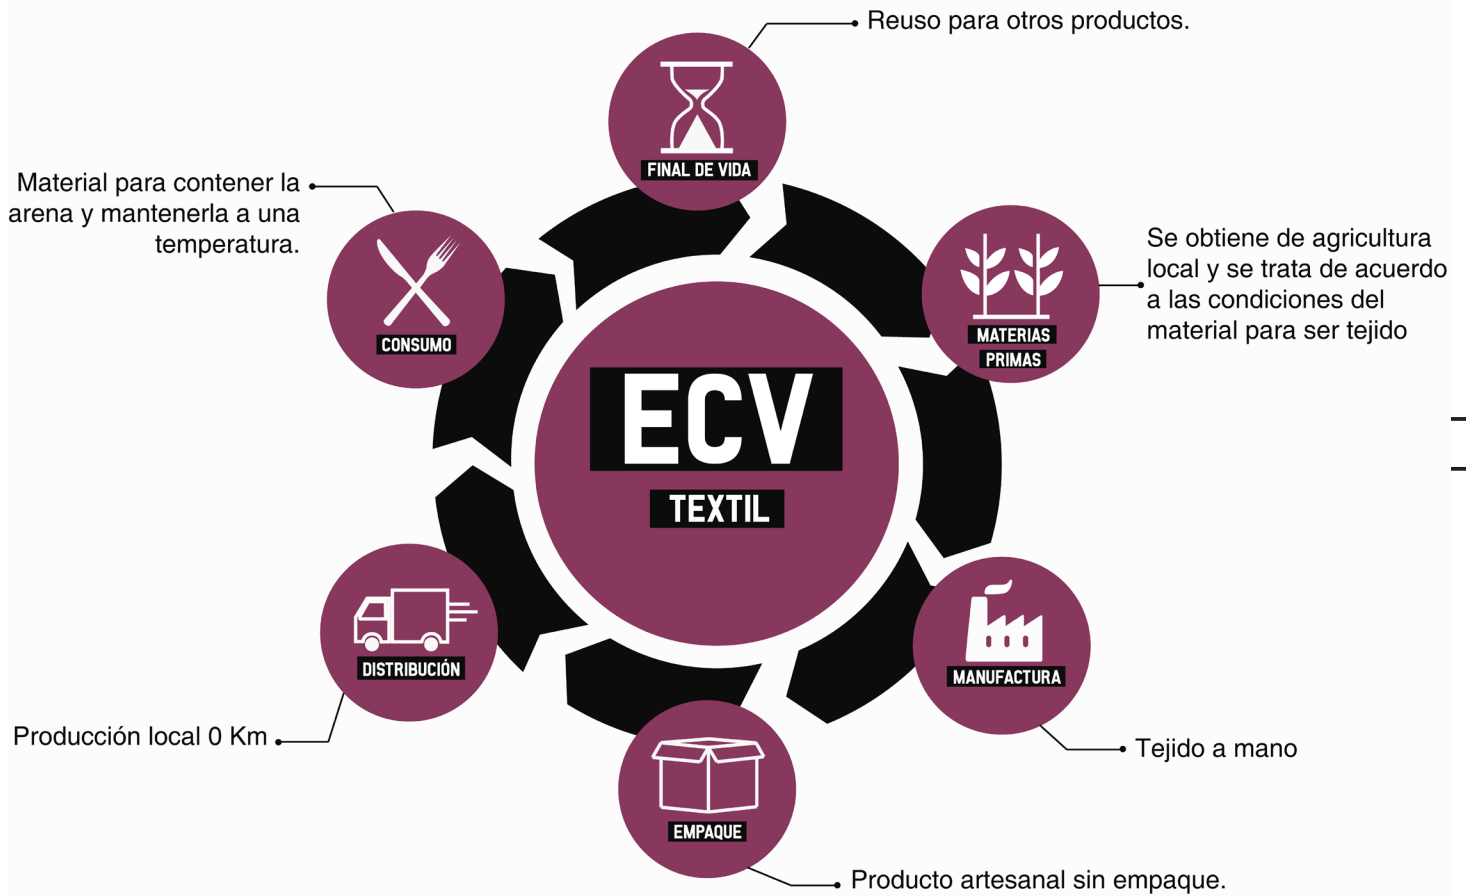 Reuso para otros productos.
FINAL DE VIDA
Material para contener la
arena y mantenerla a una
temperatura.
CONSUMO
Se obtiene de agricultura
local y se trata de acuerdo
a las condiciones del
material para ser tejido
MATERIAS
PRIMAS
ECV
TEXTIL
DISTRIBUCIÓN
MANUFACTURA
Producción local 0 Km
Tejido a mano
EMPAQUE
Producto artesanal sin empaque.